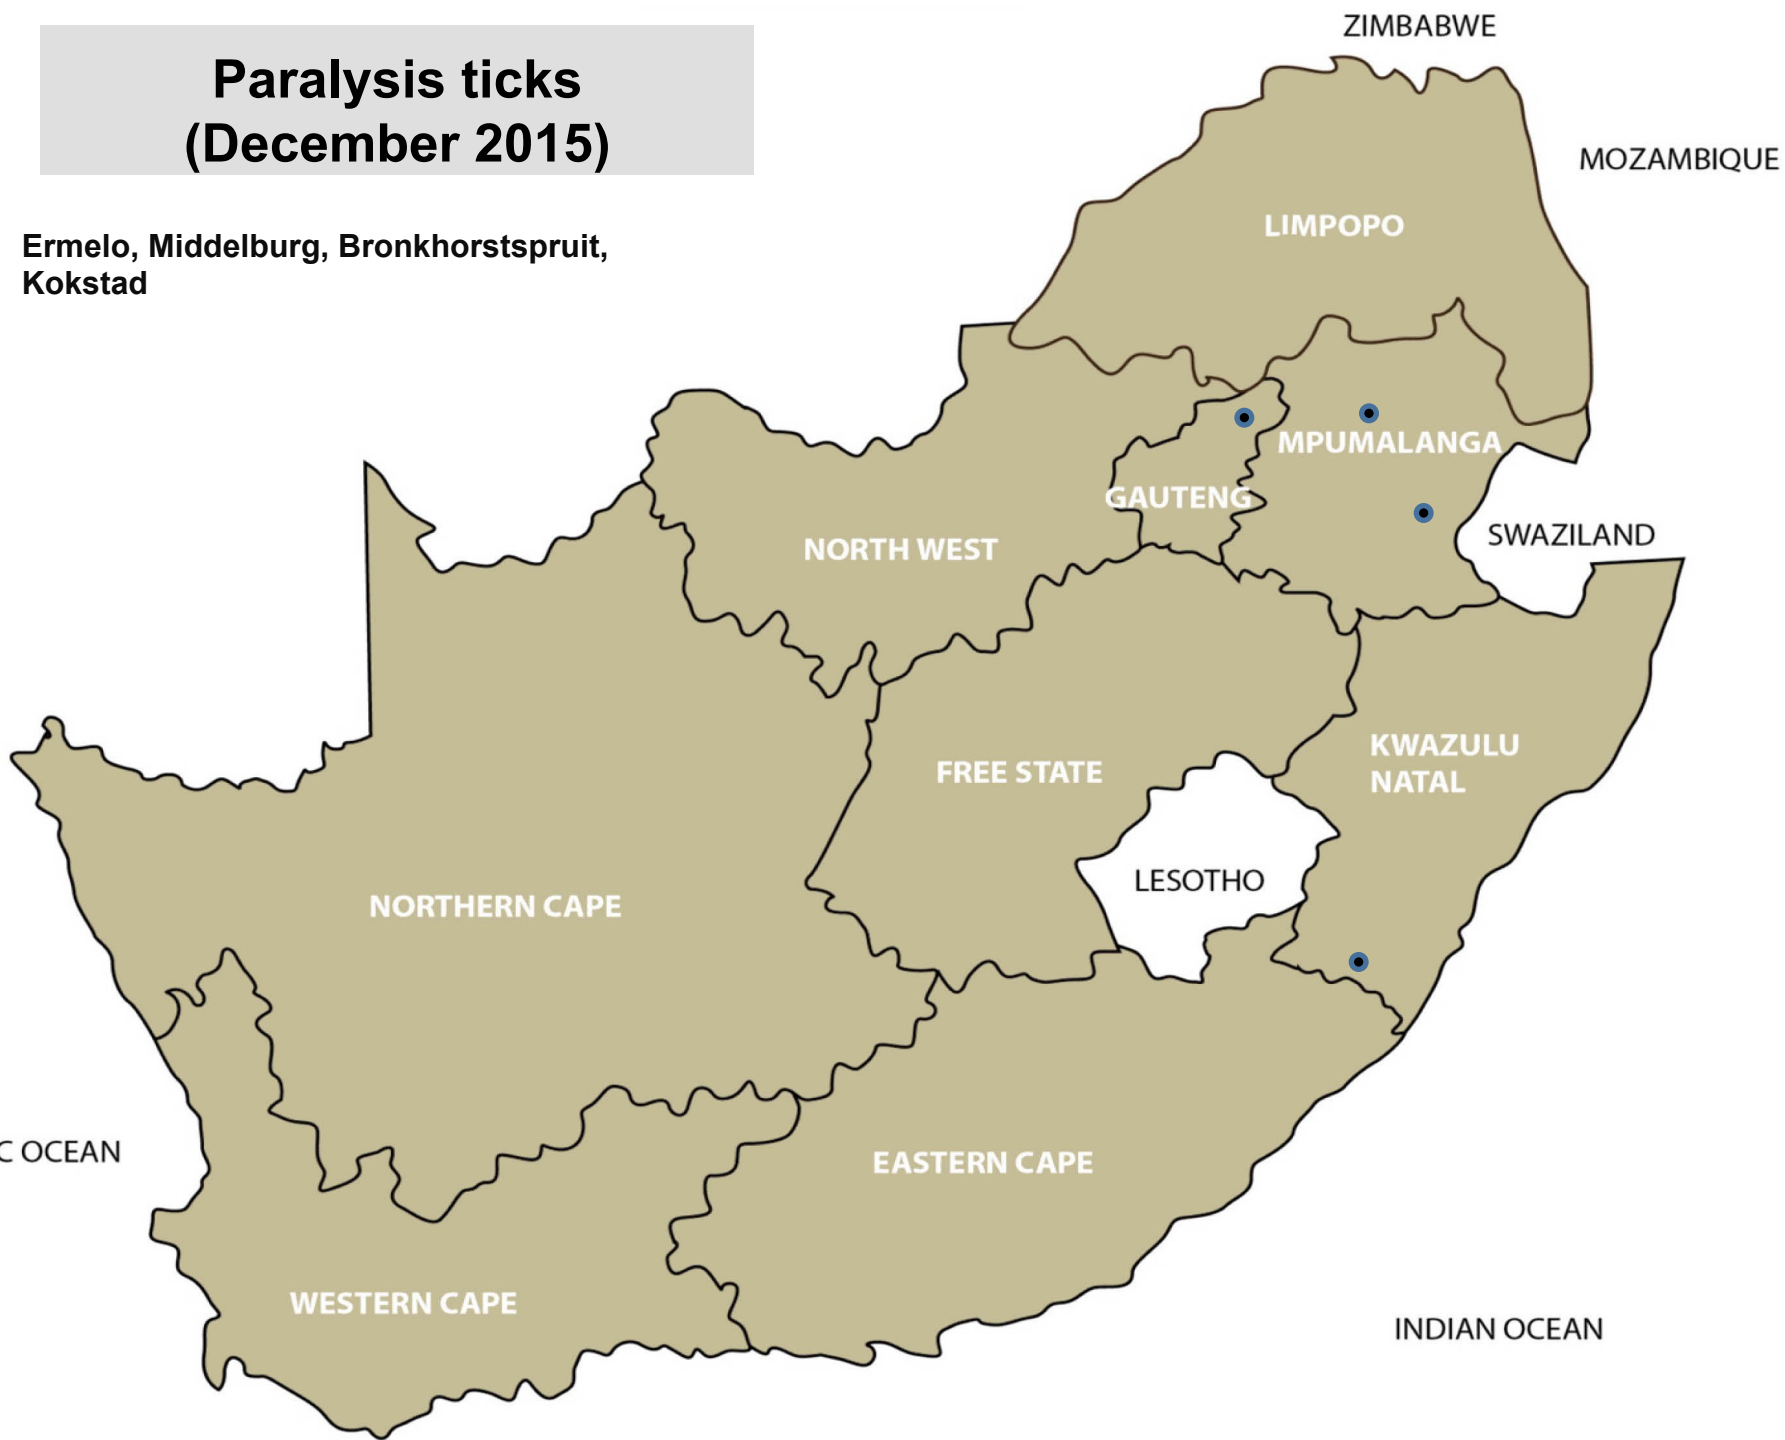 Paralysis ticks
(December 2015)
Ermelo, Middelburg, Bronkhorstspruit,
Kokstad
ZIMBABWE
MOZAMBIQUE
LIMPOPO
MPUMALANGA
GAUTENG
SWAZILAND
NORTH WEST
KWAZULU
NATAL
FREE STATE
LESOTHO
NORTHERN CAPE
C OCEAN
EASTERN CAPE
WESTERN CAPE
INDIAN OCEAN